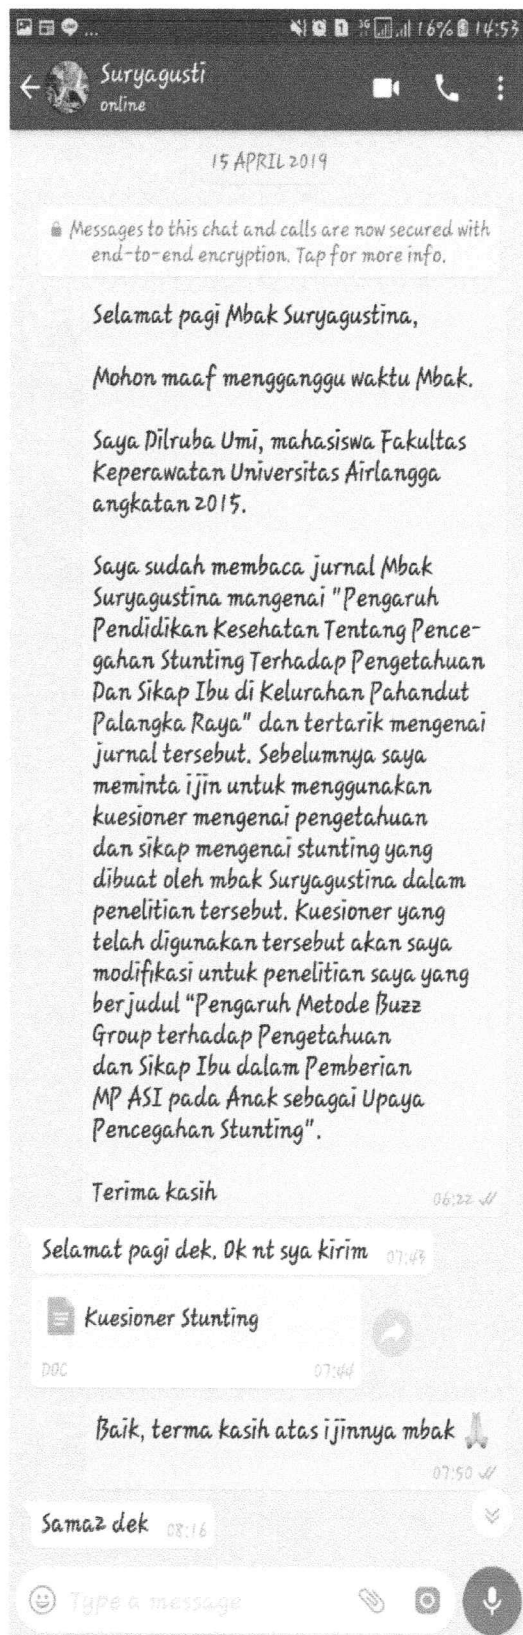 ... 3G 16% 14:53
Suryagusti
online
15 APRIL 2019
Messages to this chat and calls are now secured with
end-to-end encryption. Tap for more info.
Selamat pagi Mbak Suryagustina,
Mohon maaf mengganggu waktu Mbak.
Saya Dilruba Umi, mahasiswa Fakultas
Keperawatan Universitas Airlangga
angkatan 2015.
Saya sudah membaca jurnal Mbak
Suryagustina mangenai "Pengaruh
Pendidikan Kesehatan Tentang Pence-
gahan Stunting Terhadap Pengetahuan
Dan Sikap Ibu di Kelurahan Pahandut
Palangka Raya" dan tertarik mengenai
jurnal tersebut. Sebelumnya saya
meminta ijin untuk menggunakan
kuesioner mengenai pengetahuan
dan sikap mengenai stunting yang
dibuat oleh mbak Suryagustina dalam
penelitian tersebut. Kuesioner yang
telah digunakan tersebut akan saya
modifikasi untuk penelitian saya yang
berjudul "Pengaruh Metode Buzz
Group terhadap Pengetahuan
dan Sikap Ibu dalam Pemberian
MP ASI pada Anak sebagai Upaya
Pencegahan Stunting".
Terima kasih 06:22
Selamat pagi dek. Ok nt sya kirim 07:43
Kuesioner Stunting
DOC 07:44
Baik, terma kasih atas ijinnya mbak
07:50
Sama2 dek 08:16
Type a message